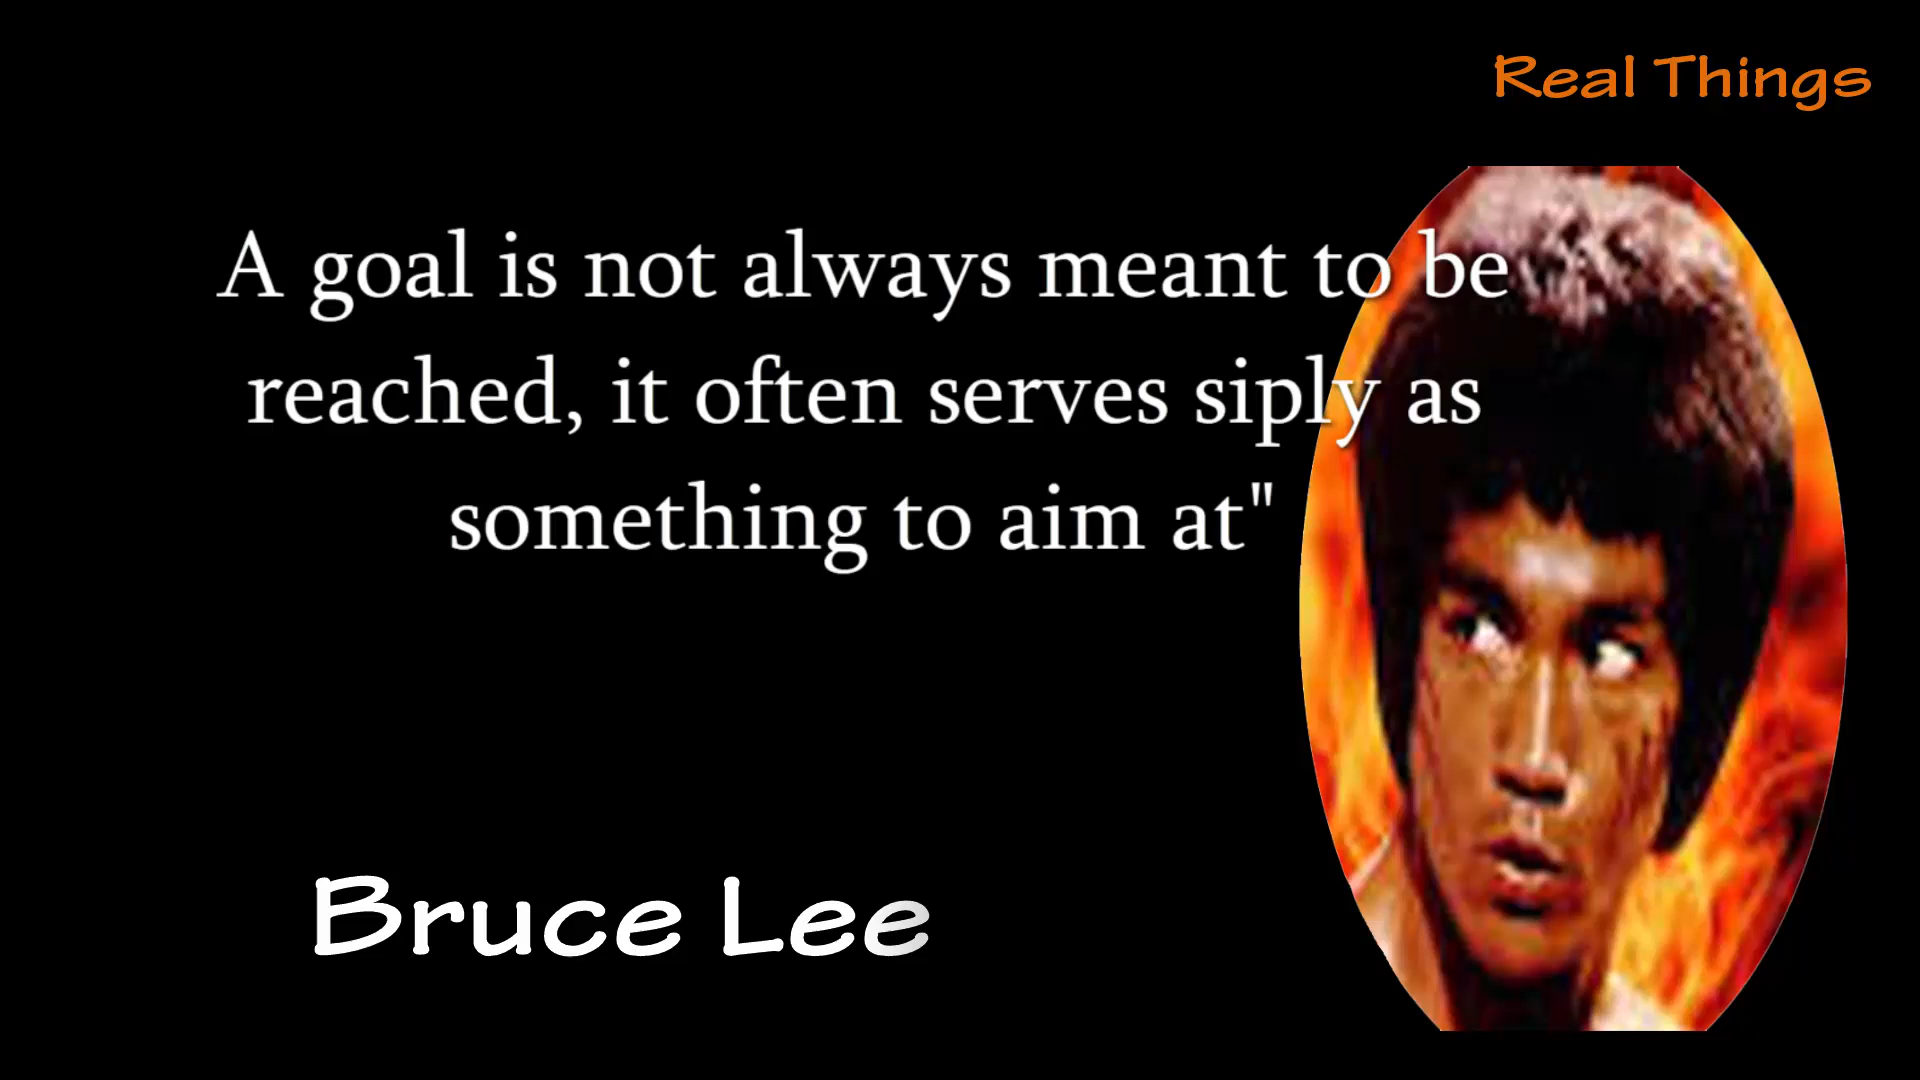 Real Things
A goal is not always meant to be
reached, it often serves siply as
something to aim at"
Bruce Lee